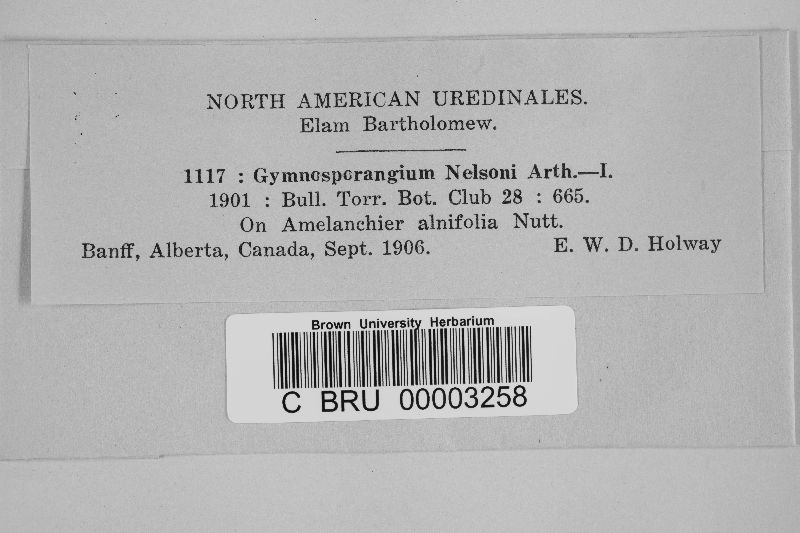 NORTH AMERICAN UREDINALES.
Elam Bartholomew.
1117 : Gymnosporangium Nelsoni Arth.—I.
1901 : Bull. Torr. Bot. Club 28 : 665.
On Amelanchier alnifolia Nutt.
Banff, Alberta, Canada, Sept. 1906. E. W. D. Holway
Brown University Herbarium
C BRU 00003258